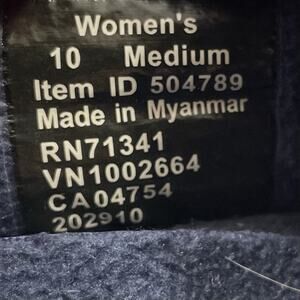 Women's
10 Medium
Item ID 504789
Made in Myanmar
RN71341
VN1002664
CA04754
202910